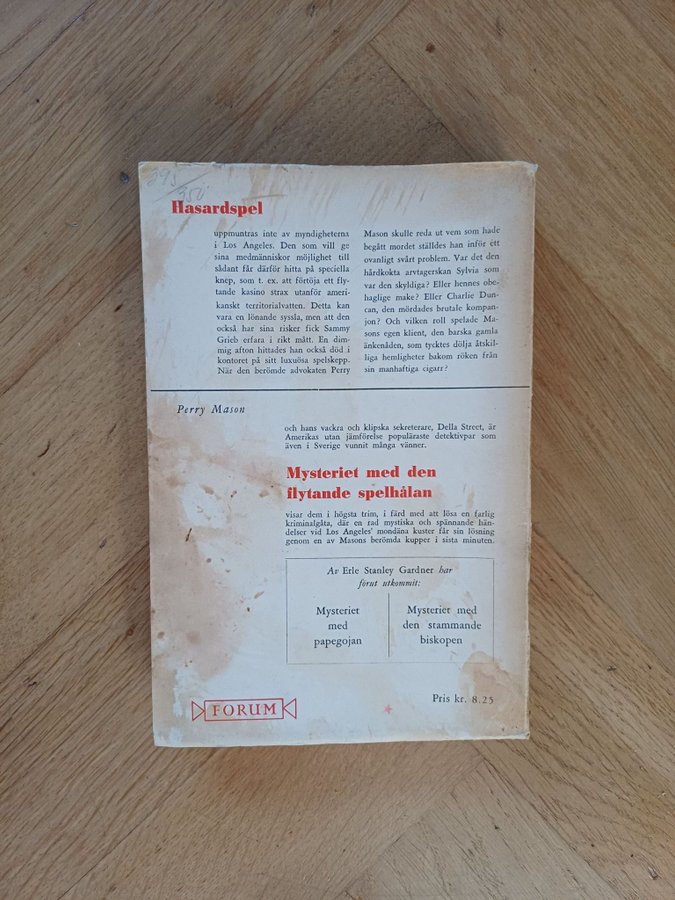 295
350
Hasardspel
uppmuntras inte av myndigheterna
i Los Angeles. Den som vill ge
sina medmänniskor möjlighet till
sådant får därför hitta på speciella
knep, som t. ex. att förtöja ett fly-
tande kasino strax utanför ameri-
kanskt territorialvatten. Detta kan
vara en lönande syssla, men att den
också har sina risker fick Sammy
Grieb erfara i rikt mått. En dim-
mig afton hittades han också död i
kontoret på sitt luxuösa spelskepp.
När den berömde advokaten Perry
Mason skulle reda ut vem som hade
begått mordet ställdes han inför ett
ovanligt svårt problem. Var det den
hårdkokta arvtagerskan Sylvia som
var den skyldiga? Eller hennes obe-
haglige make? Eller Charlie Dun-
can, den mördades brutale kompan-
jon? Och vilken roll spelade Ma-
sons egen klient, den barska gamla
änkenåden, som tycktes dölja åtskil-
liga hemligheter bakom röken från
sin manhaftiga cigarr?
Perry Mason
och hans vackra och klipska sekreterare, Della Street, är
Amerikas utan jämförelse populäraste detektivpar som
även i Sverige vunnit många vänner.
Mysteriet med den
flytande spelhålan
visar dem i högsta trim, i färd med att lösa en farlig
kriminalgåta, där en rad mystiska och spännande hän-
delser vid Los Angeles' mondäna kuster får sin lösning
genom en av Masons berömda kupper i sista minuten.
Av Erle Stanley Gardner har
förut utkommit:
Mysteriet
med
papegojan
Mysteriet med
den stammande
biskopen
FORUM
Pris kr. 8.25